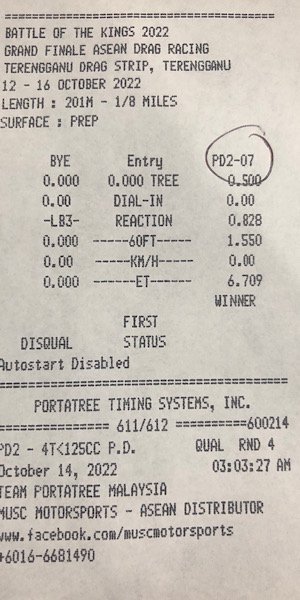 ========================================
BATTLE OF THE KINGS 2022
GRAND FINALE ASEAN DRAG RACING
TERENGGANU DRAG STRIP, TERENGGANU
12 - 16 OCTOBER 2022
LENGTH : 201M - 1/8 MILES
SURFACE : PREP
BYE Entry PD2-07
0.000 0.000 TREE 0.500
0.00 DIAL-IN 0.00
-LB3- REACTION 0.828
0.000 -----60FT----- 1.550
0.00 -----KM/H----- 0.00
0.000 ------ET------ 6.709
WINNER
FIRST
DISQUAL STATUS
Autostart Disabled
========================================
PORTATREE TIMING SYSTEMS, INC.
================ 611/612 ==========600214
PD2 - 4T<125CC P.D. QUAL RND 4
October 14, 2022 03:03:27 AM
TEAM PORTATREE MALAYSIA
MUSC MOTORSPORTS - ASEAN DISTRIBUTOR
www.facebook.com/muscmotorsports
+6016-6681490